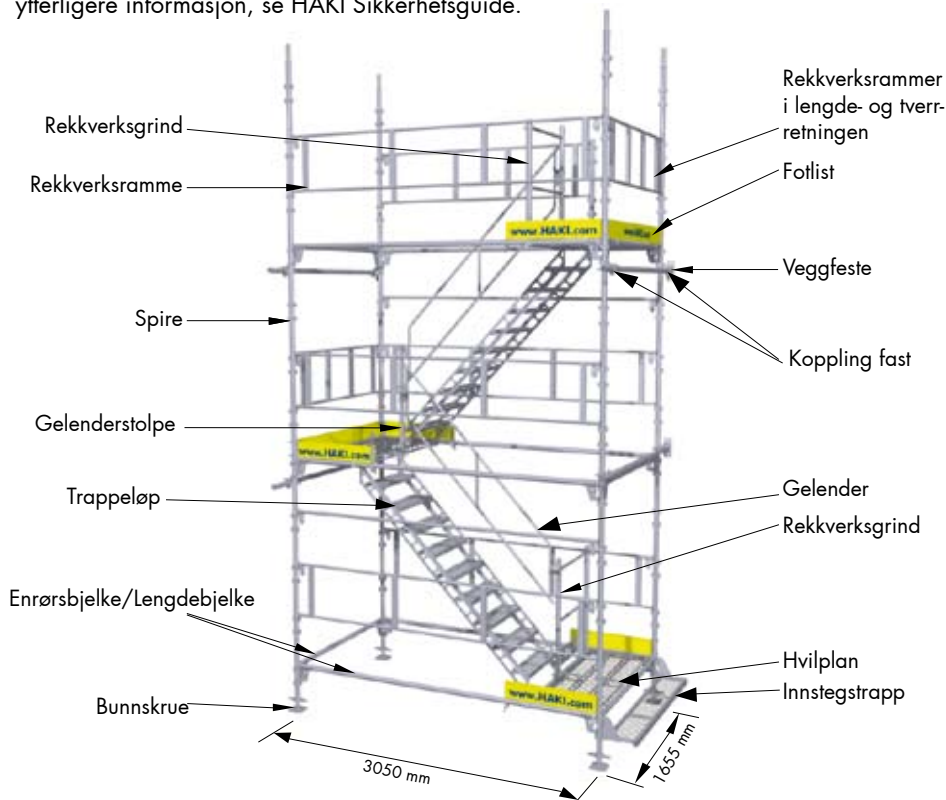 ytterligere informasjon, se HAKI Sikkerhetsguide.
Rekkverksgrind
Rekkverksramme
Spire
Gelenderstolpe
Trappeløp
Enrørsbjelke/Lengdebjelke
Bunnskrue
Rekkverksrammer
i lengde- og tverr-
retningen
Fotlist
Veggfeste
Koppling fast
Gelender
Rekkverksgrind
Hvilplan
Innstegstrapp
www.HAKI.com
www.HAKI.com
www.HAKI.com
3050 mm
1655 mm